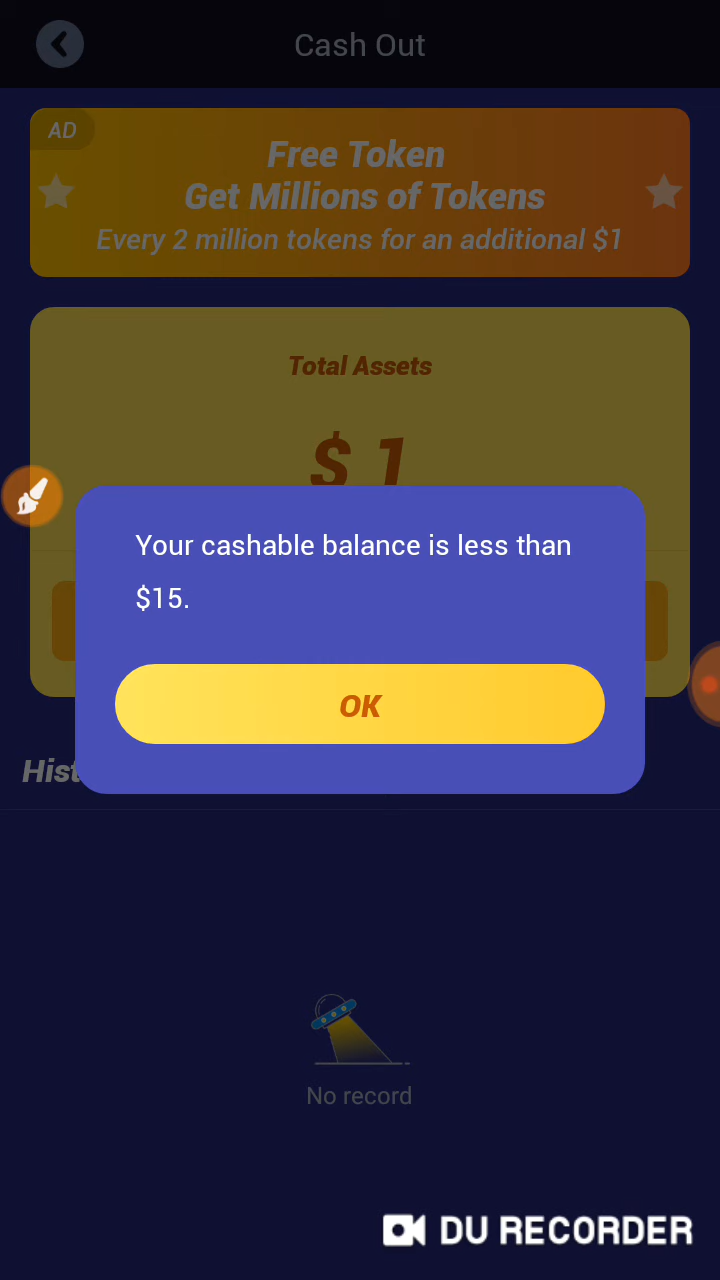 Cash Out
AD
Free Token
Get Millions of Tokens
Every 2 million tokens for an additional $1
Total Assets
$ 1
Your cashable balance is less than
$15.
OK
Hist
No record
DU RECORDER